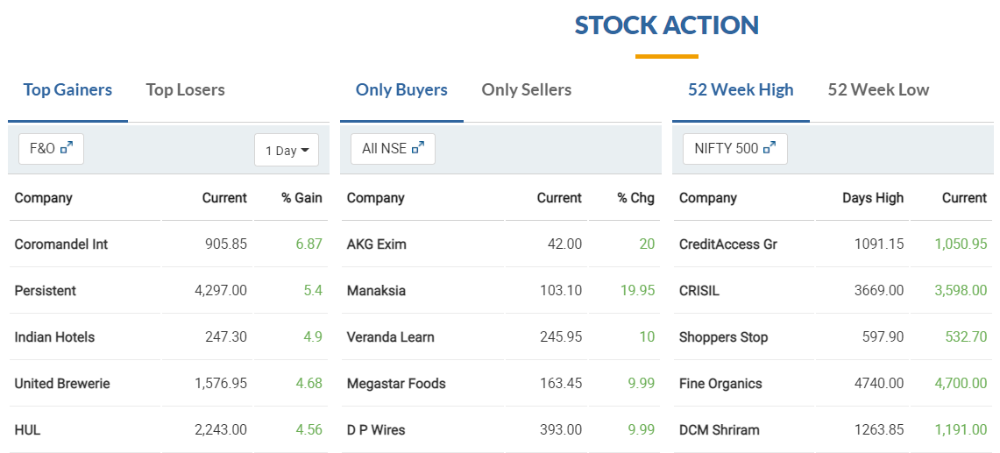 STOCK ACTION
Top Gainers Top Losers
F&O 1 Day
Company Current % Gain
Coromandel Int 905.85 6.87
Persistent 4,297.00 5.4
Indian Hotels 247.30 4.9
United Brewerie 1,576.95 4.68
HUL 2,243.00 4.56
Only Buyers Only Sellers
All NSE
Company Current % Chg
AKG Exim 42.00 20
Manaksia 103.10 19.95
Veranda Learn 245.95 10
Megastar Foods 163.45 9.99
D P Wires 393.00 9.99
52 Week High 52 Week Low
NIFTY 500
Company Days High Current
CreditAccess Gr 1091.15 1,050.95
CRISIL 3669.00 3,598.00
Shoppers Stop 597.90 532.70
Fine Organics 4740.00 4,700.00
DCM Shriram 1263.85 1,191.00